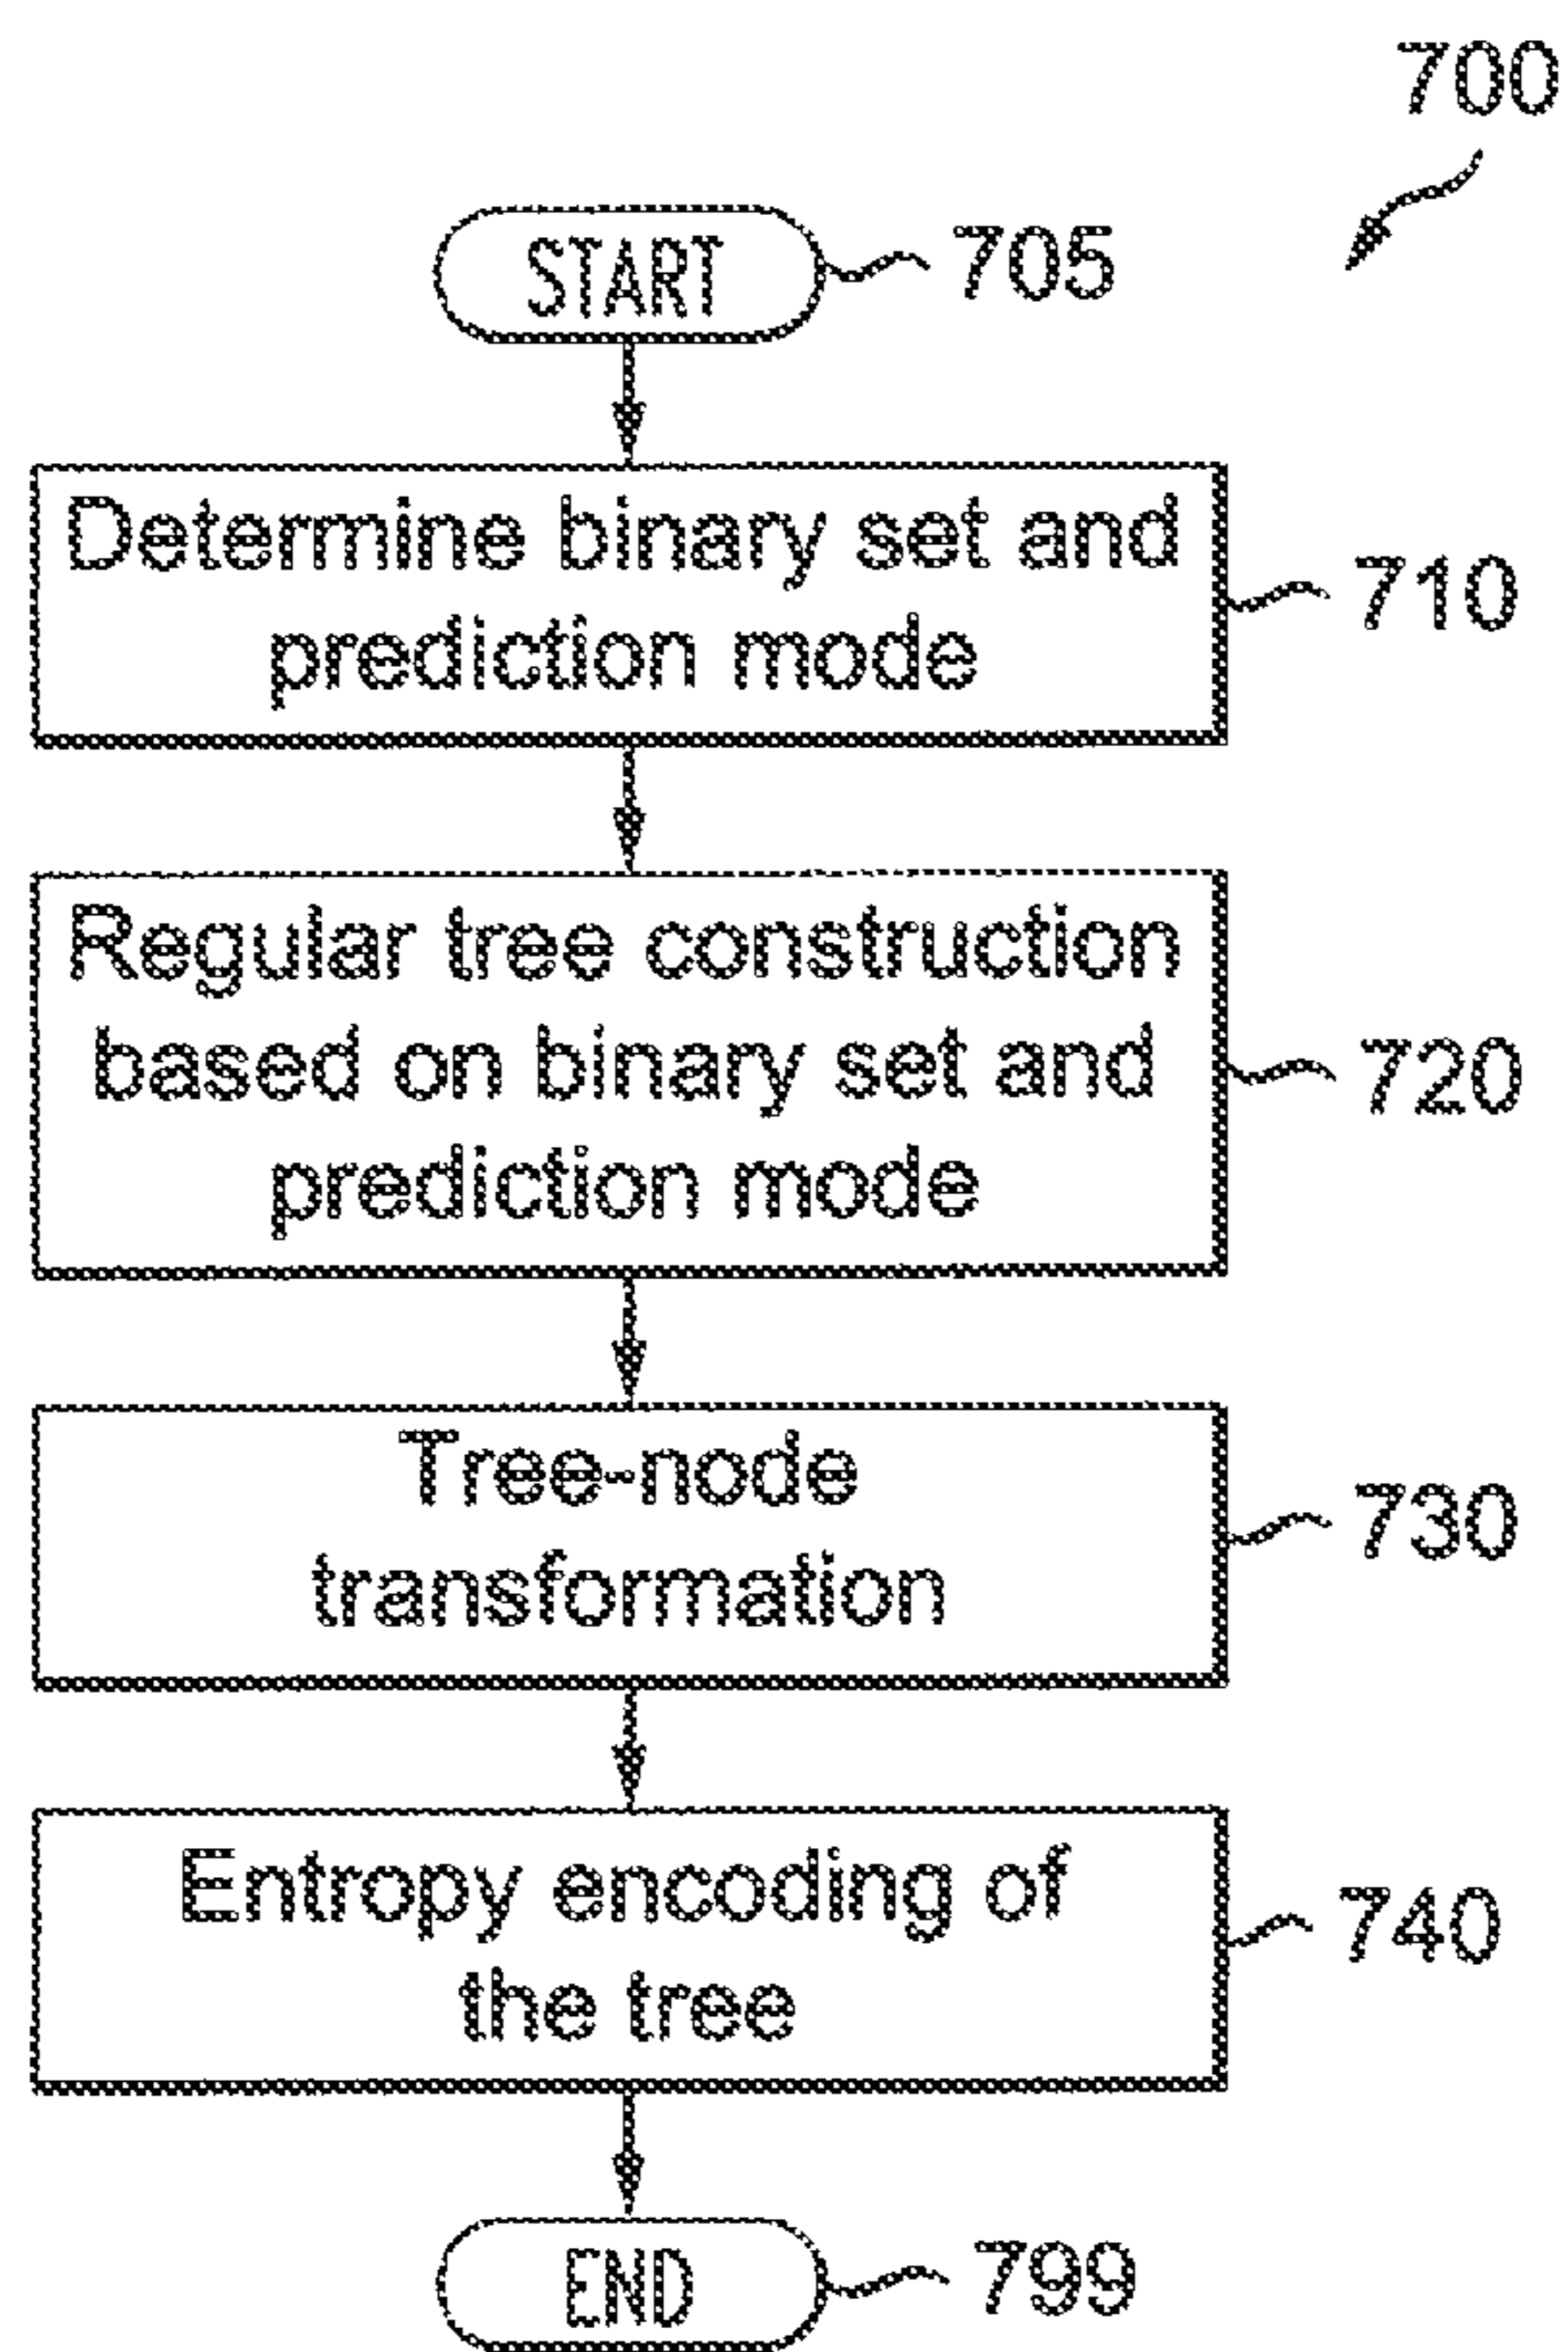 700
START
705
Determine binary set and
prediction mode
710
Regular tree construction
based on binary set and
prediction mode
720
Tree-node
transformation
730
Entropy encoding of
the tree
740
END
799